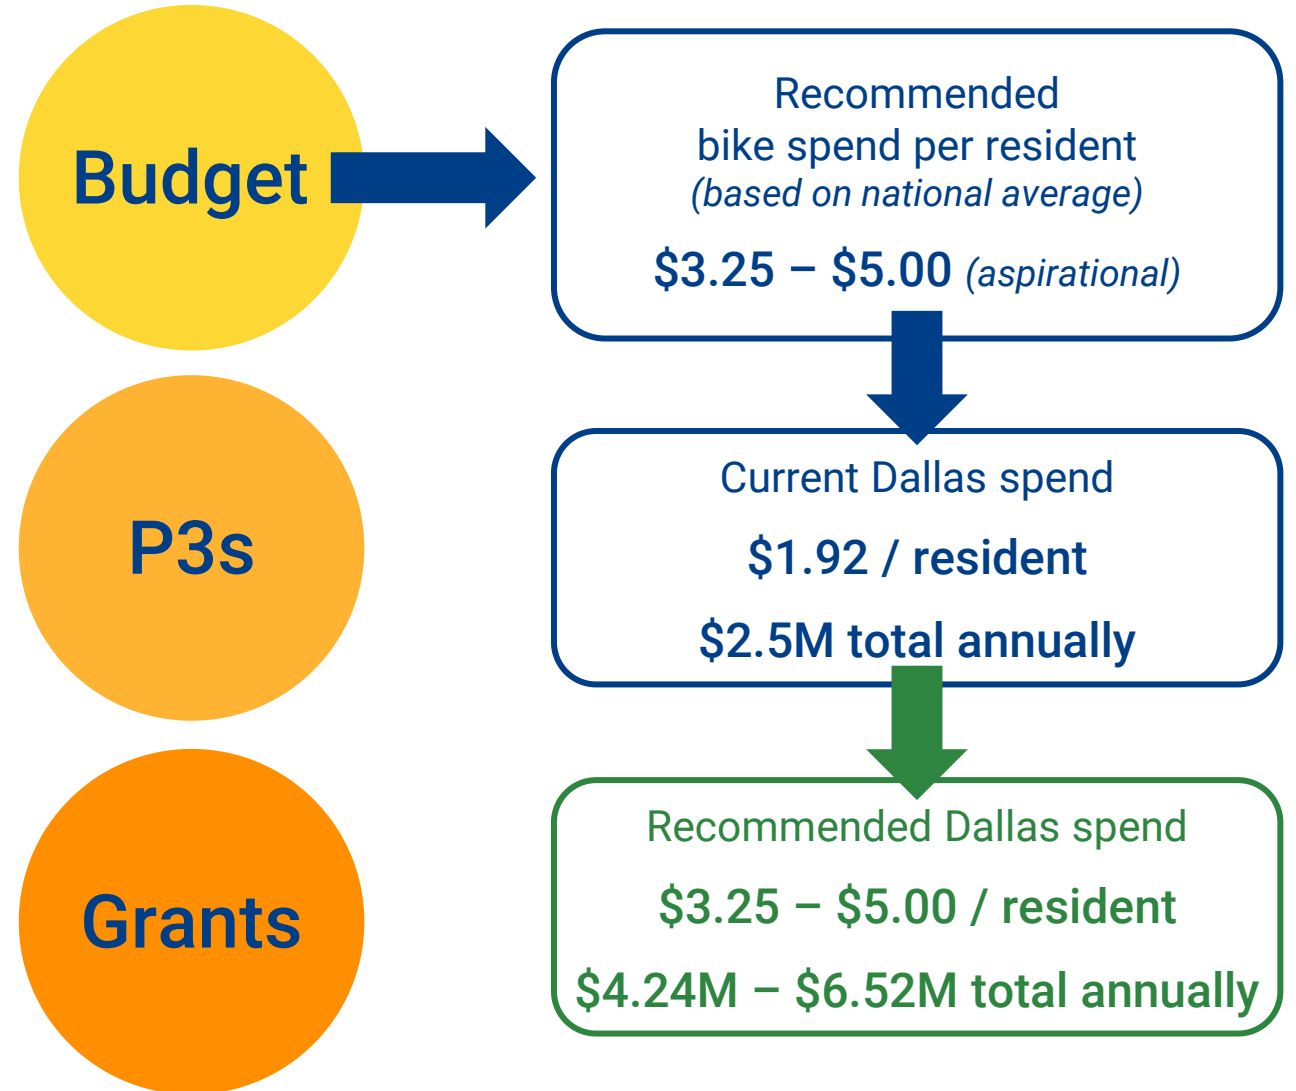 Budget
Recommended
bike spend per resident
(based on national average)
$3.25 – $5.00 (aspirational)
P3s
Current Dallas spend
$1.92 / resident
$2.5M total annually
Grants
Recommended Dallas spend
$3.25 – $5.00 / resident
$4.24M – $6.52M total annually